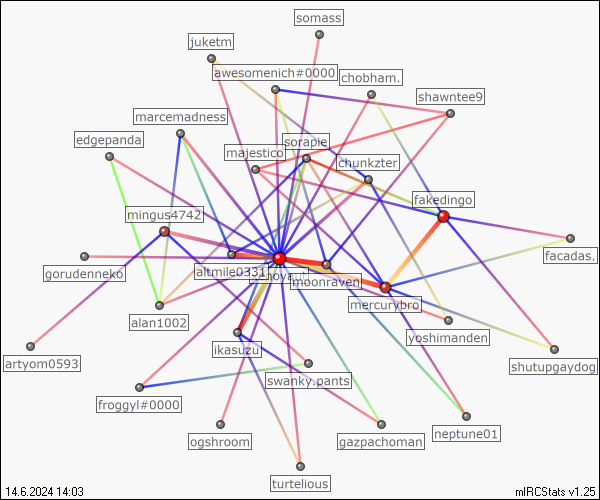 somass
juketm
awesomenich#0000
chobham.
shawntee9
marcemadness
edgepanda
sorapie
majestico
chunkzter
fakedingo
mingus4742
facadas.
altmile0331
gorudenneko
moonraven
mercurybro
alan1002
yoshimanden
ikasuzu
artyom0593
shutupgaydog
swanky.pants
froggyl#0000
neptune01
ogshroom
gazpachoman
turtelious
14.6.2024 14:03
mIRCStats v1.25